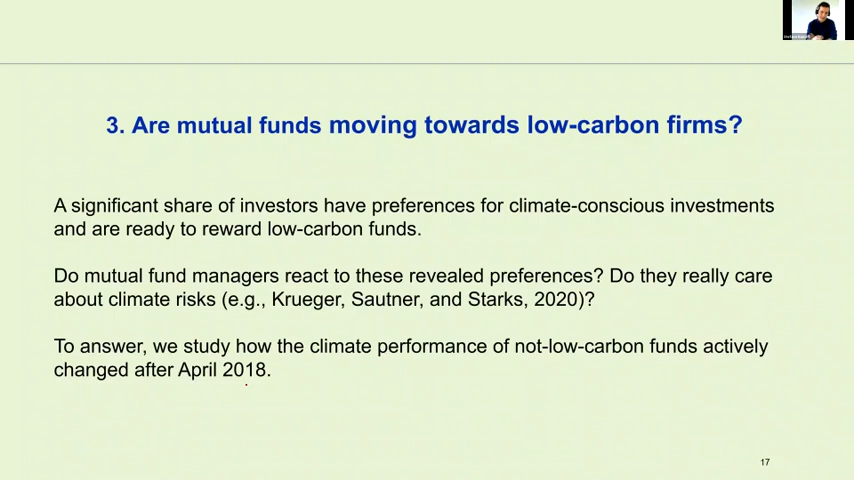 3. Are mutual funds moving towards low-carbon firms?
A significant share of investors have preferences for climate-conscious investments
and are ready to reward low-carbon funds.
Do mutual fund managers react to these revealed preferences? Do they really care
about climate risks (e.g., Krueger, Sautner, and Starks, 2020)?
To answer, we study how the climate performance of not-low-carbon funds actively
changed after April 2018.
17